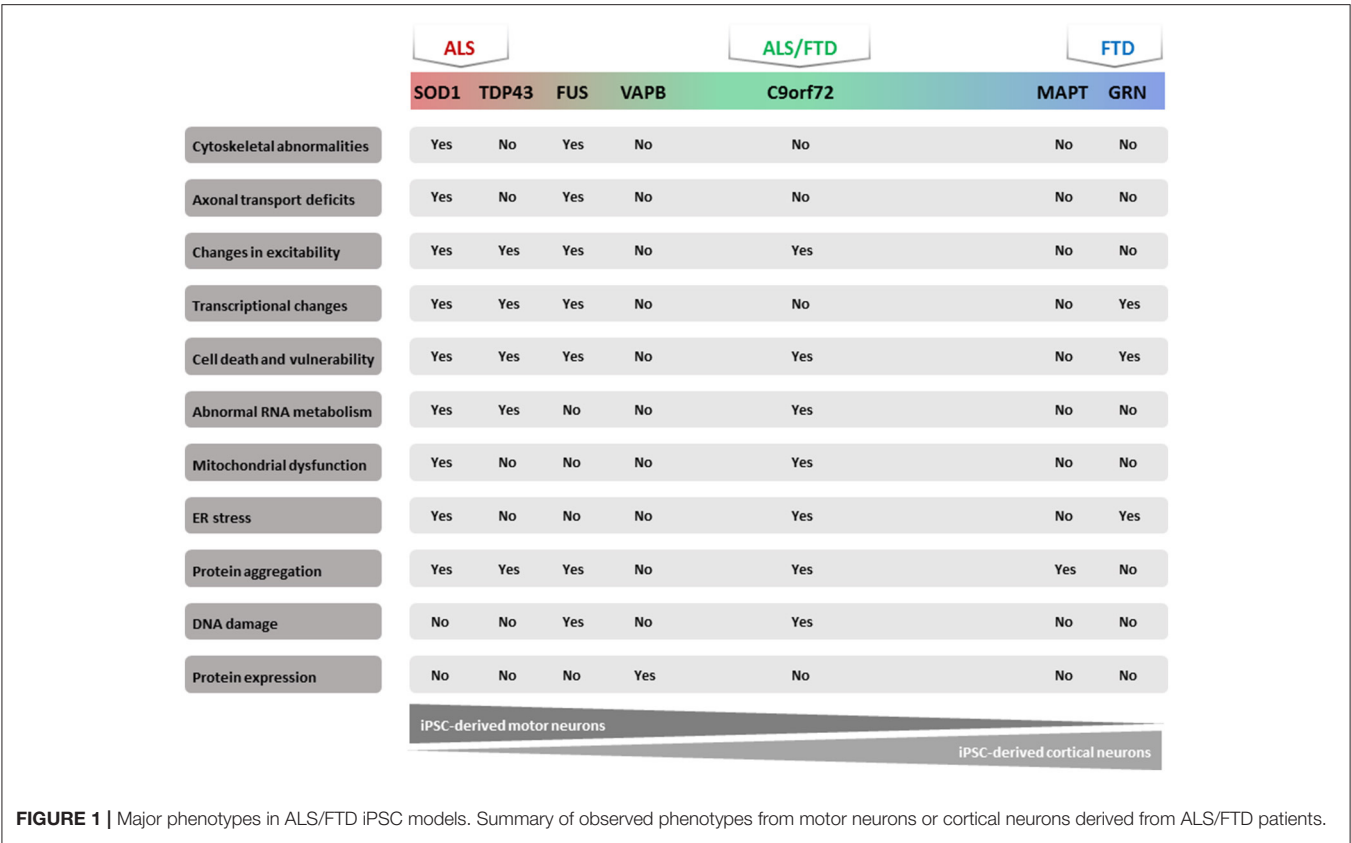 ALS ALS/FTD FTD
SOD1 TDP43 FUS VAPB C9orf72 MAPT GRN
Cytoskeletal abnormalities Yes No Yes No No No No
Axonal transport deficits Yes No Yes No No No No
Changes in excitability Yes Yes Yes No Yes No No
Transcriptional changes Yes Yes Yes No No No Yes
Cell death and vulnerability Yes Yes Yes No Yes No Yes
Abnormal RNA metabolism Yes Yes No No Yes No No
Mitochondrial dysfunction Yes No No No Yes No No
ER stress Yes No No No Yes No Yes
Protein aggregation Yes Yes Yes No Yes Yes No
DNA damage No No Yes No Yes No No
Protein expression No No No Yes No No No
iPSC-derived motor neurons
iPSC-derived cortical neurons
FIGURE 1 | Major phenotypes in ALS/FTD iPSC models. Summary of observed phenotypes from motor neurons or cortical neurons derived from ALS/FTD patients.